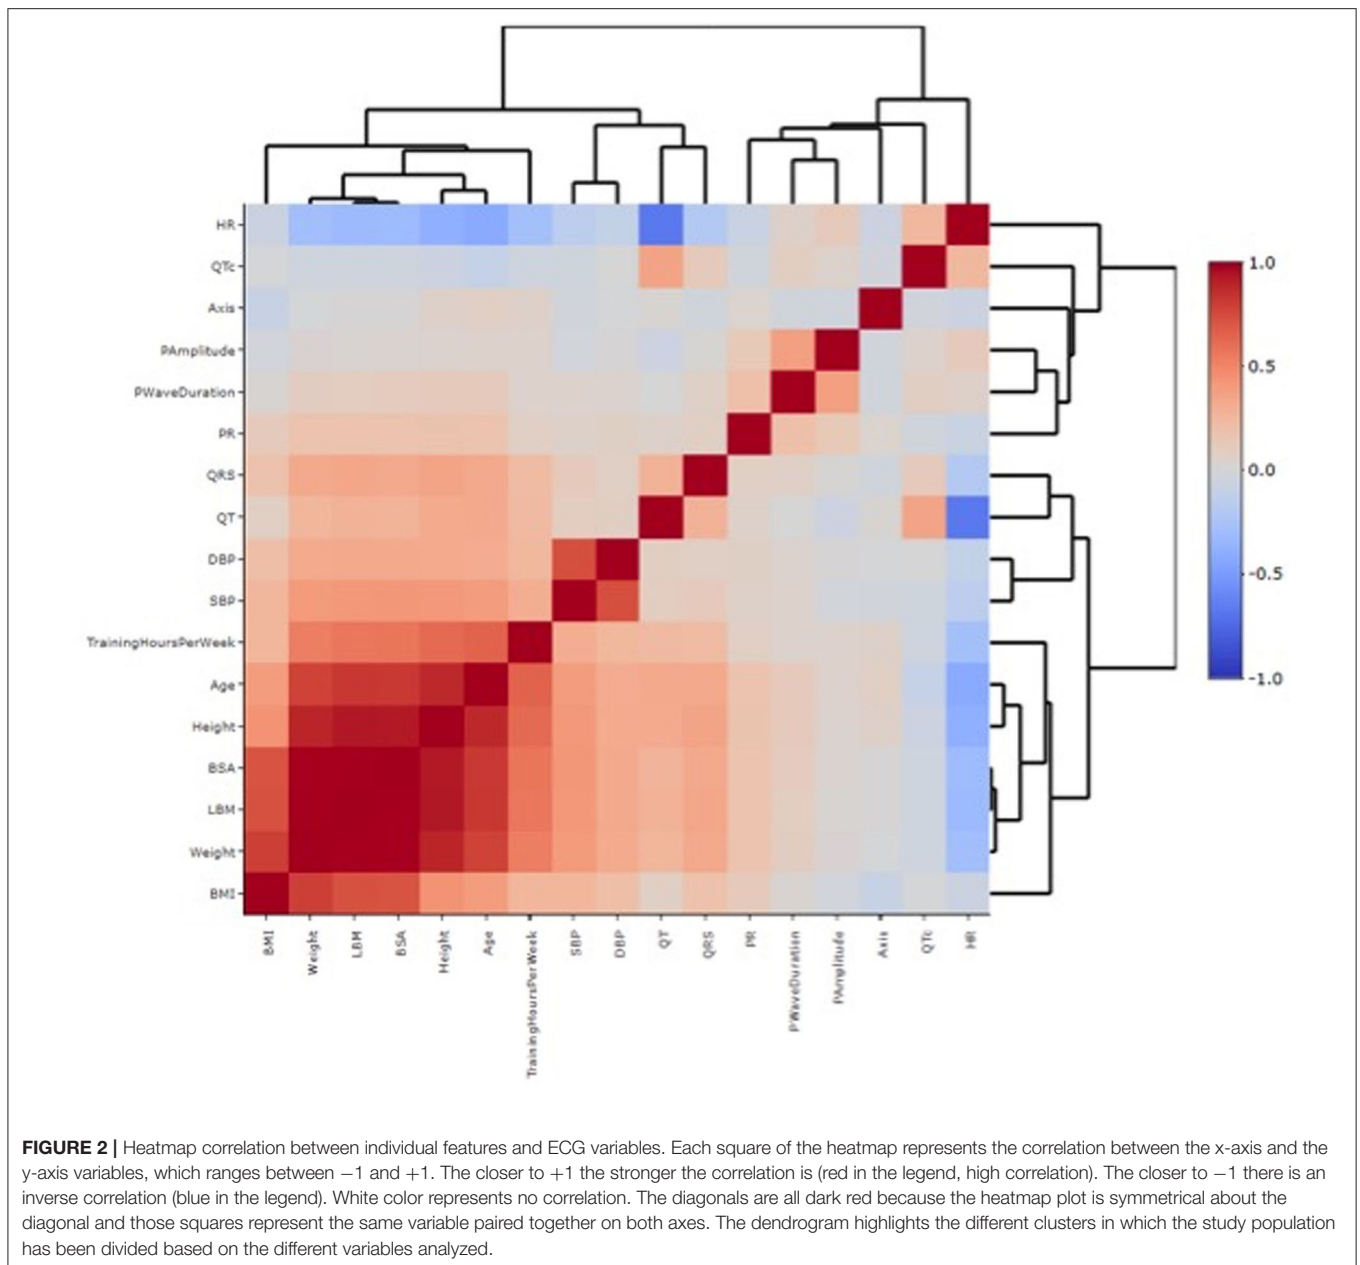 HR
QTc
Axis
PAmplitude
PWaveDuration
PR
QRS
QT
DBP
SBP
TrainingHoursPerWeek
Age
Height
BSA
LBM
Weight
BMI
BMI
Weight
LBM
BSA
Height
Age
TrainingHoursPerWeek
SBP
DBP
QT
QRS
PR
PWaveDuration
PAmplitude
Axis
QTc
HR
1.0
0.5
0.0
-0.5
-1.0
FIGURE 2 | Heatmap correlation between individual features and ECG variables. Each square of the heatmap represents the correlation between the x-axis and the
y-axis variables, which ranges between −1 and +1. The closer to +1 the stronger the correlation is (red in the legend, high correlation). The closer to −1 there is an
inverse correlation (blue in the legend). White color represents no correlation. The diagonals are all dark red because the heatmap plot is symmetrical about the
diagonal and those squares represent the same variable paired together on both axes. The dendrogram highlights the different clusters in which the study population
has been divided based on the different variables analyzed.